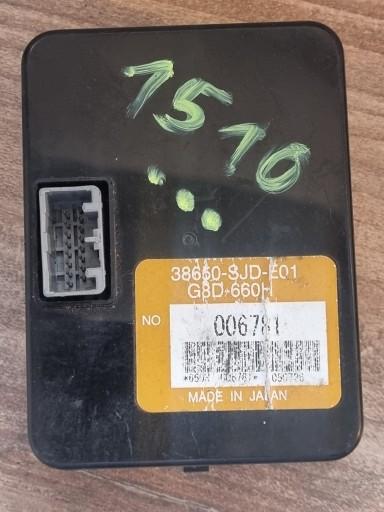 1510
38650-SJD-E01
G8D-660H
NO 006781
MADE IN JAPAN